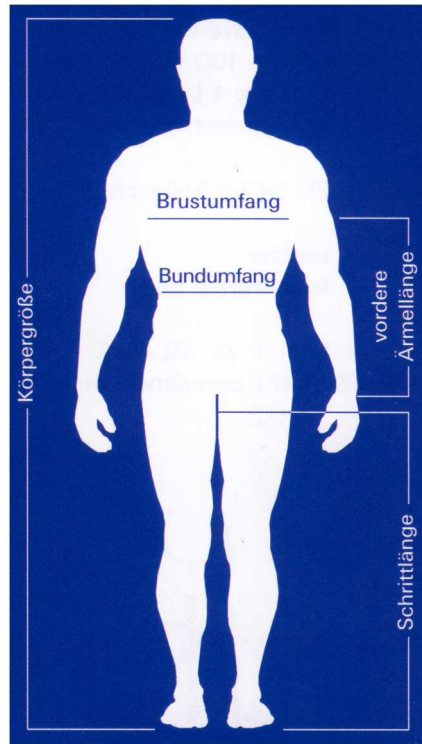 Brustumfang
Bundumfang
Körpergröße
vordere
Ärmellänge
Schrittlänge